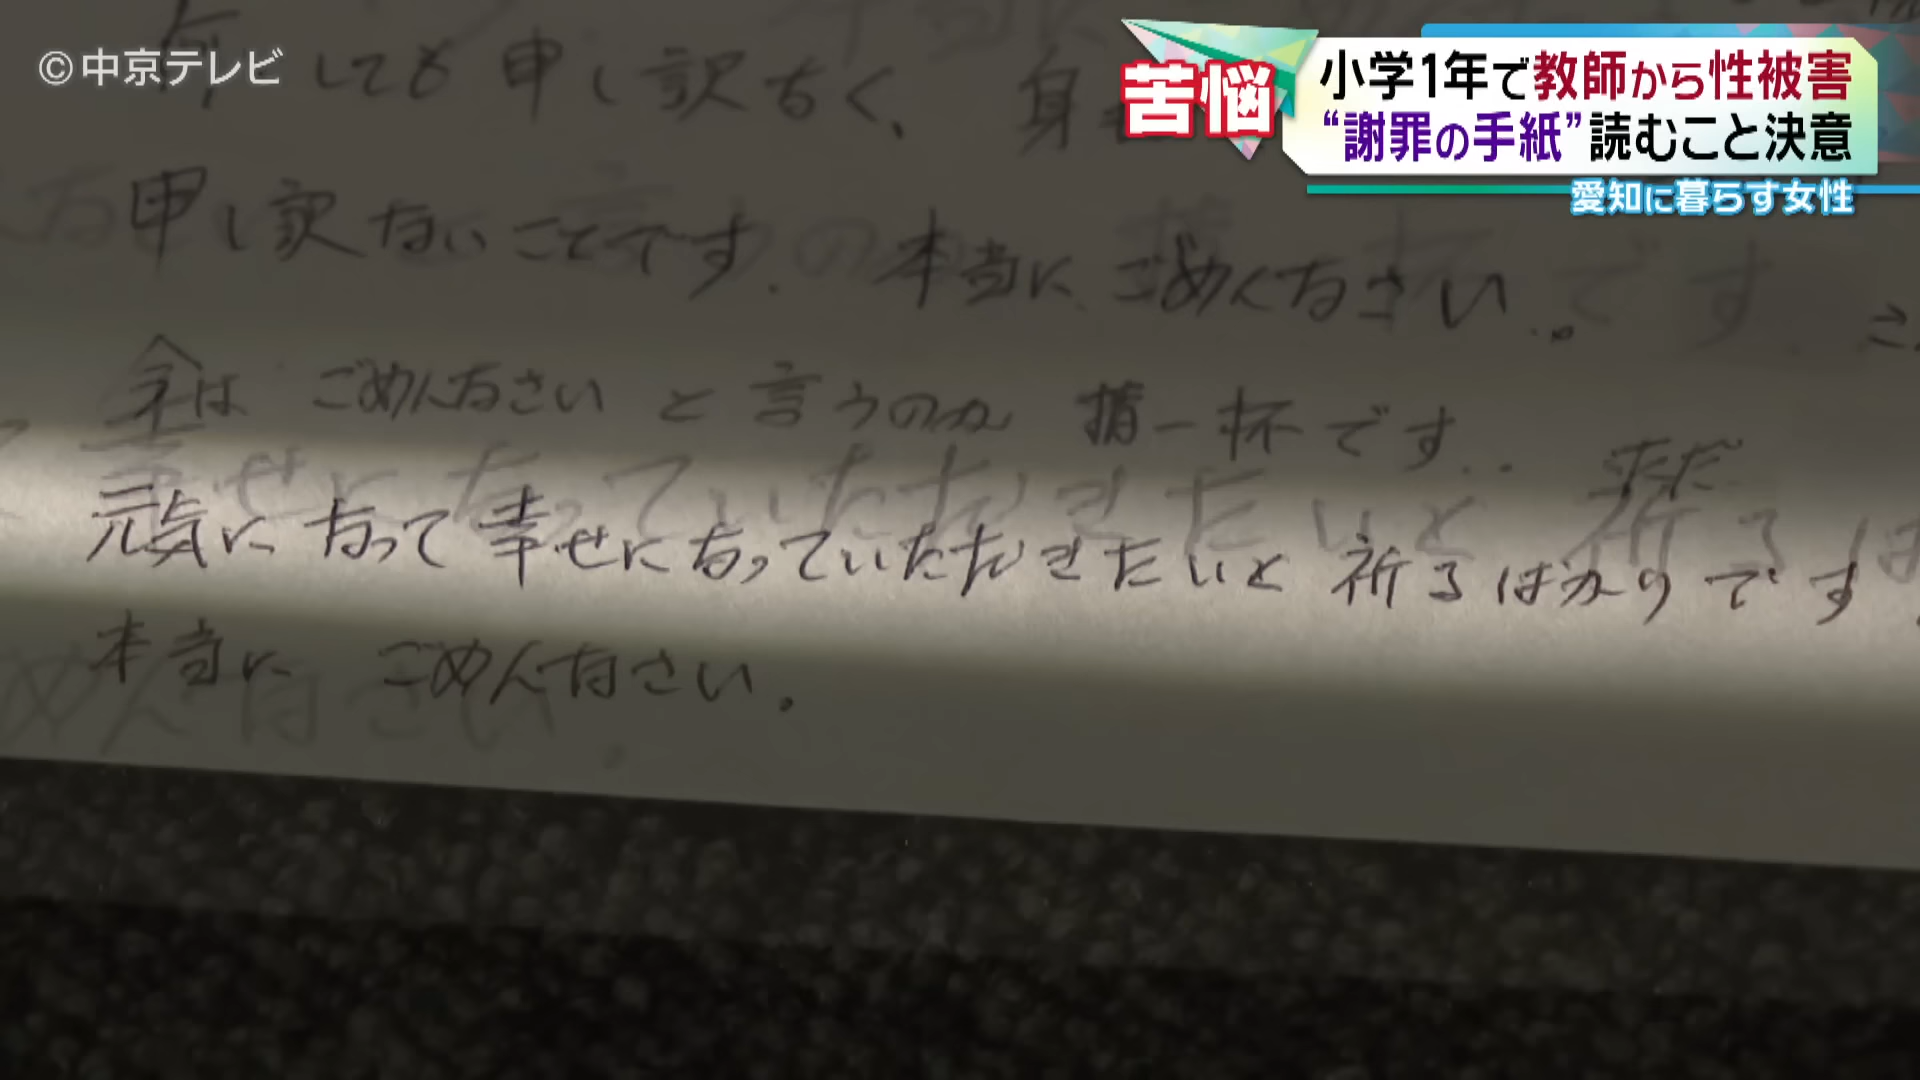 ©中京テレビ
苦悩
小学1年で教師から性被害
“謝罪の手紙”読むこと決意
愛知に暮らす女性
しても 申し訳なく、身
申し訳ないことです. 本当に ごめんなさい.
今は ごめんなさい と 言うのが 精一杯です..
ただ
元気に なって 幸せに なっていただきたいと 祈るばかりです
本当に ごめんなさい.